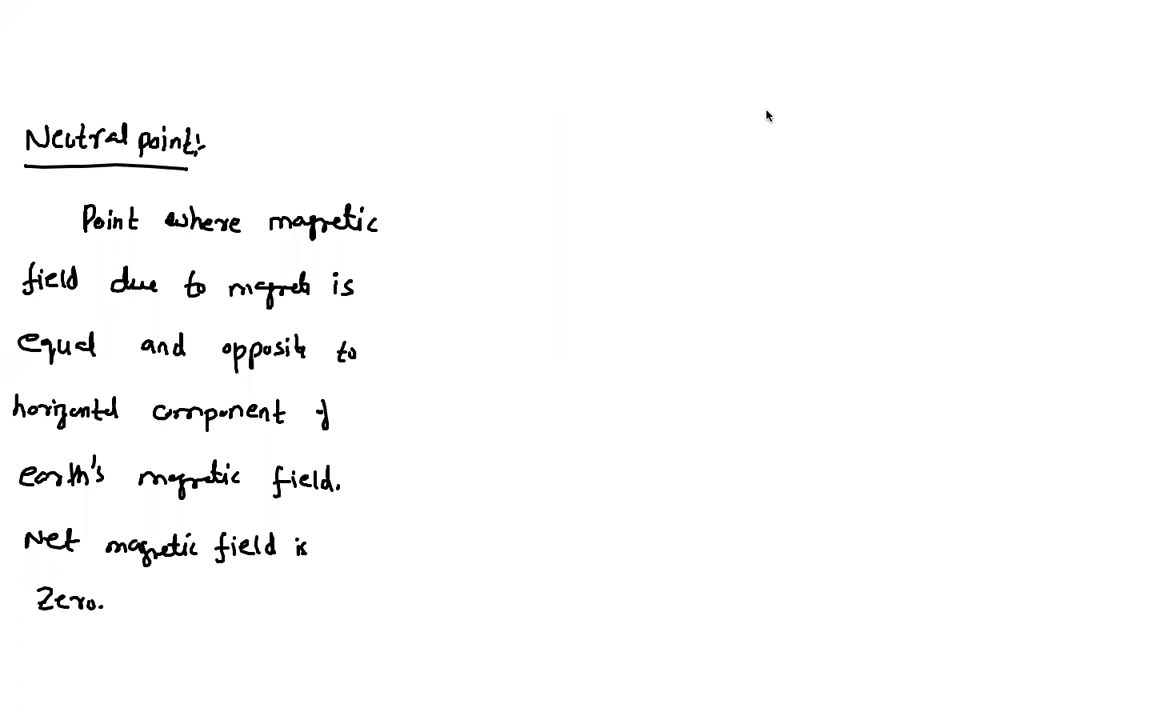 Neutral point:-
Point where magnetic
field due to magnet is
equal and opposite to
horizontal component of
earth's magnetic field.
Net magnetic field is
Zero.